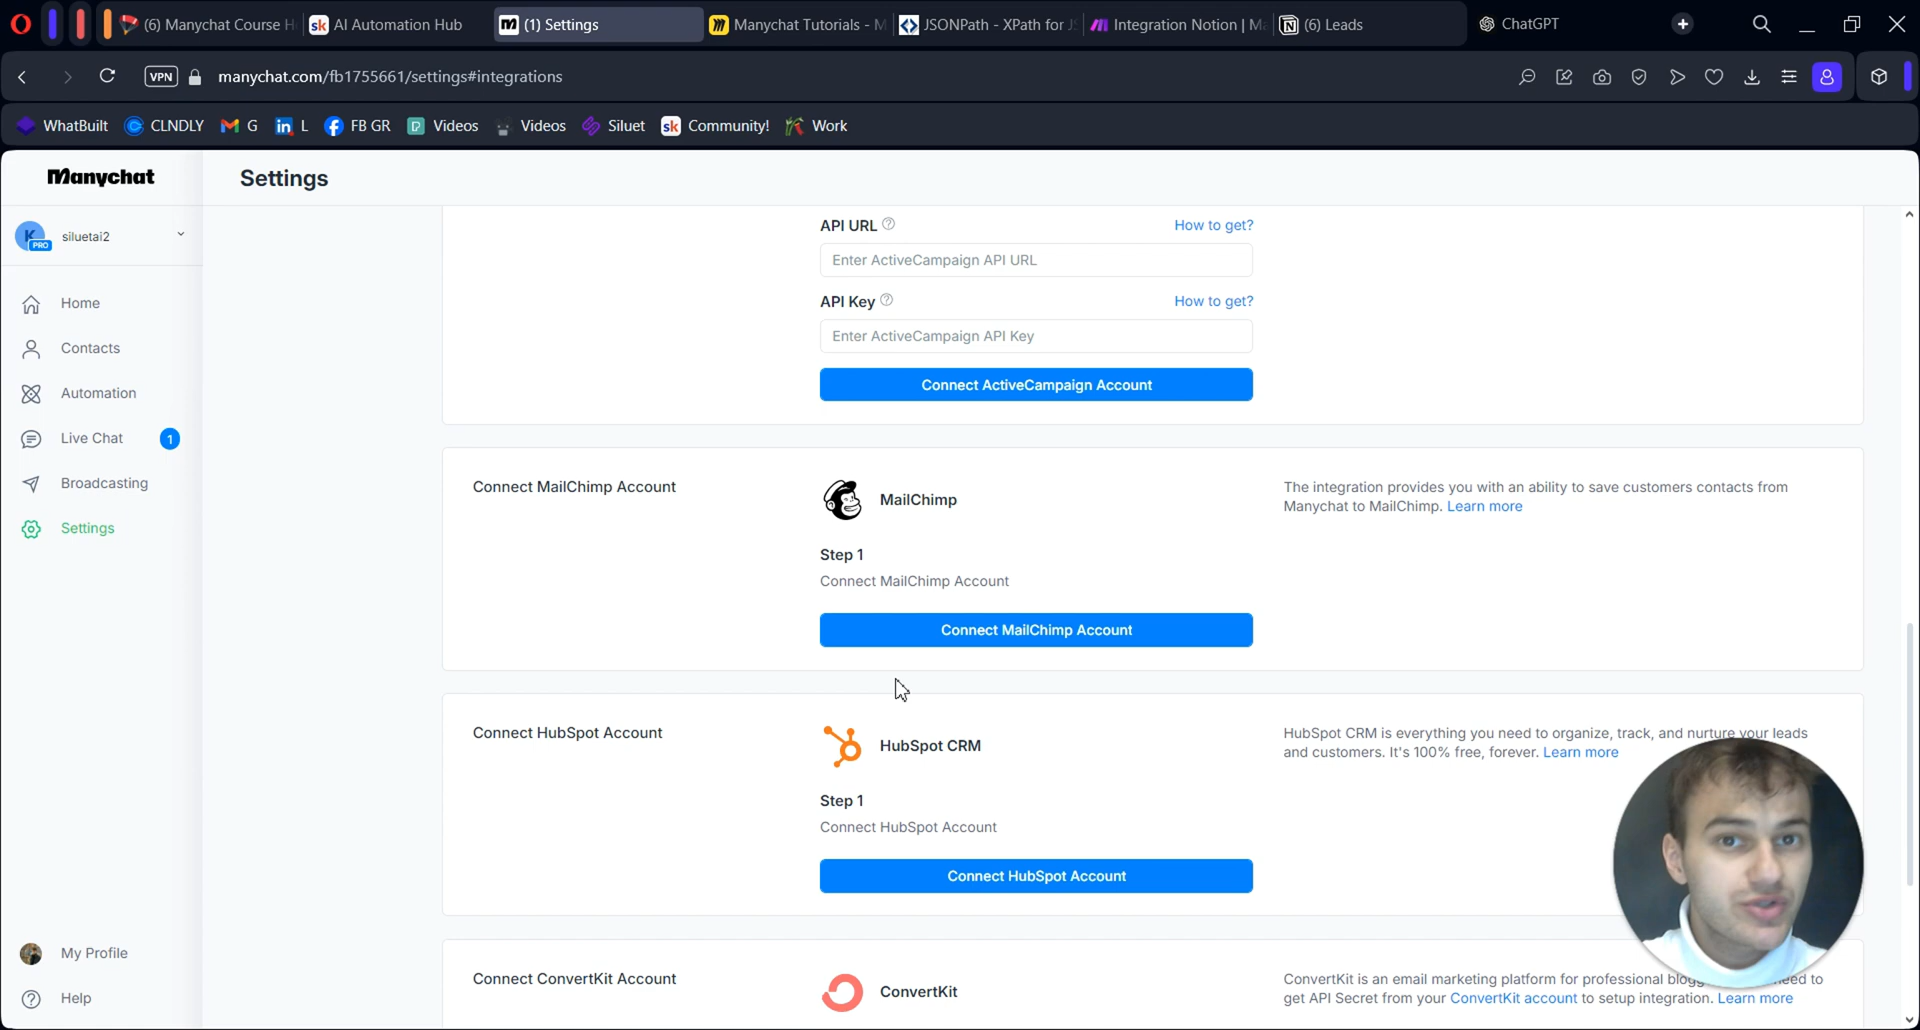 (6) Manychat Course H
AI Automation Hub
(1) Settings
Manychat Tutorials - M
JSONPath - XPath for JS
Integration Notion | Ma
(6) Leads
ChatGPT
VPN
manychat.com/fb1755661/settings#integrations
WhatBuilt
CLNDLY
G
L
FB GR
Videos
Videos
Siluet
Community!
Work
Manychat
Settings
siluetai2
PRO
Home
Contacts
Automation
Live Chat
1
Broadcasting
Settings
My Profile
Help
API URL
How to get?
Enter ActiveCampaign API URL
API Key
How to get?
Enter ActiveCampaign API Key
Connect ActiveCampaign Account
Connect MailChimp Account
MailChimp
Step 1
Connect MailChimp Account
Connect MailChimp Account
The integration provides you with an ability to save customers contacts from
Manychat to MailChimp. Learn more
Connect HubSpot Account
HubSpot CRM
Step 1
Connect HubSpot Account
Connect HubSpot Account
HubSpot CRM is everything you need to organize, track, and nurture your leads
and customers. It's 100% free, forever. Learn more
Connect ConvertKit Account
ConvertKit
ConvertKit is an email marketing platform for professional blogg eed to
get API Secret from your ConvertKit account to setup integration. Learn more